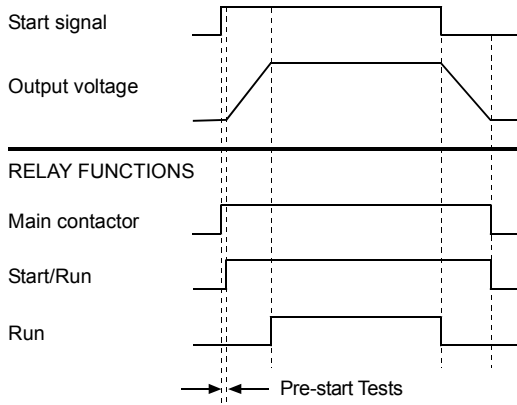 Start signal
Output voltage
RELAY FUNCTIONS
Main contactor
Start/Run
Run
Pre-start Tests